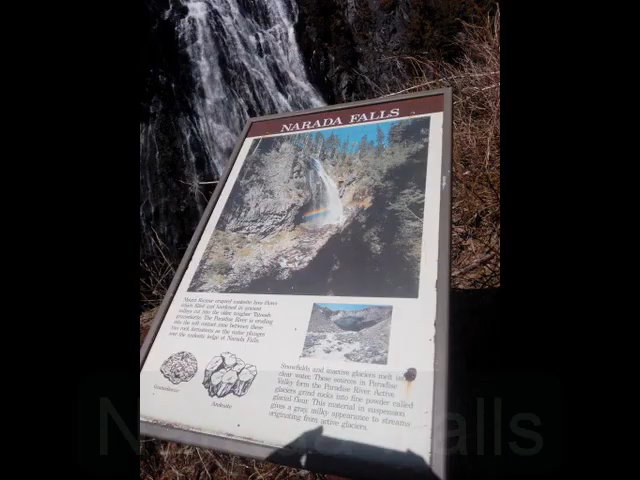 NARADA FALLS
Mount Rainier erupted andesite lava flows
which filled and hardened in ancient
valleys cut into the older tougher Tatoosh
granodiorite. The Paradise River is eroding
into the soft contact zone between these
two rock formations as the water plunges
over the andesite ledge at Narada Falls.
Snowfields and inactive glaciers melt into
clear water. These sources in Paradise
Valley form the Paradise River. Active
glaciers grind rocks into fine powder called
glacial flour. This material in suspension
gives a gray, milky appearance to streams
originating from active glaciers.
Granodiorite
Andesite
Narada Falls